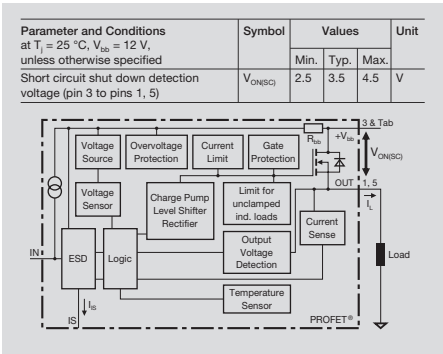 Parameter and Conditions Symbol Values Unit
at Tj = 25 °C, Vbb = 12 V,
unless otherwise specified Min. Typ. Max.
Short circuit shut down detection VON(SC) 2.5 3.5 4.5 V
voltage (pin 3 to pins 1, 5)
3 & Tab
Rbb
+Vbb
Voltage
Source
Overvoltage
Protection
Current
Limit
Gate
Protection
VON(SC)
OUT 1, 5
IL
Voltage
Sensor
Charge Pump
Level Shifter
Rectifier
Limit for
unclamped
ind. loads
Current
Sense
IN
ESD
Logic
Output
Voltage
Detection
Load
Temperature
Sensor
IIS
IS
PROFET®